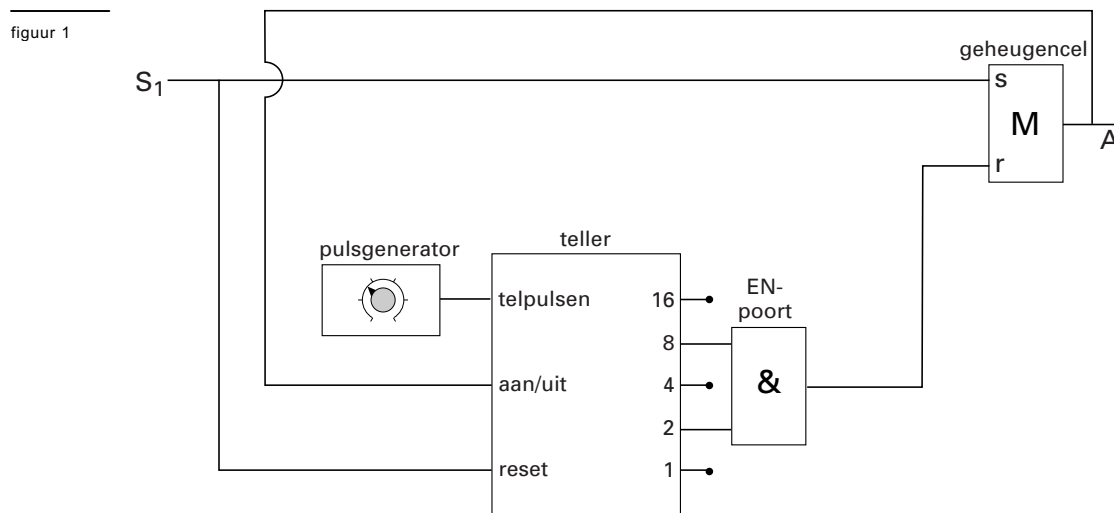 figuur 1
geheugencel
S1
s
M
A
r
pulsgenerator
teller
telpulsen
16
EN-
poort
8
aan/uit
4
&
2
reset
1